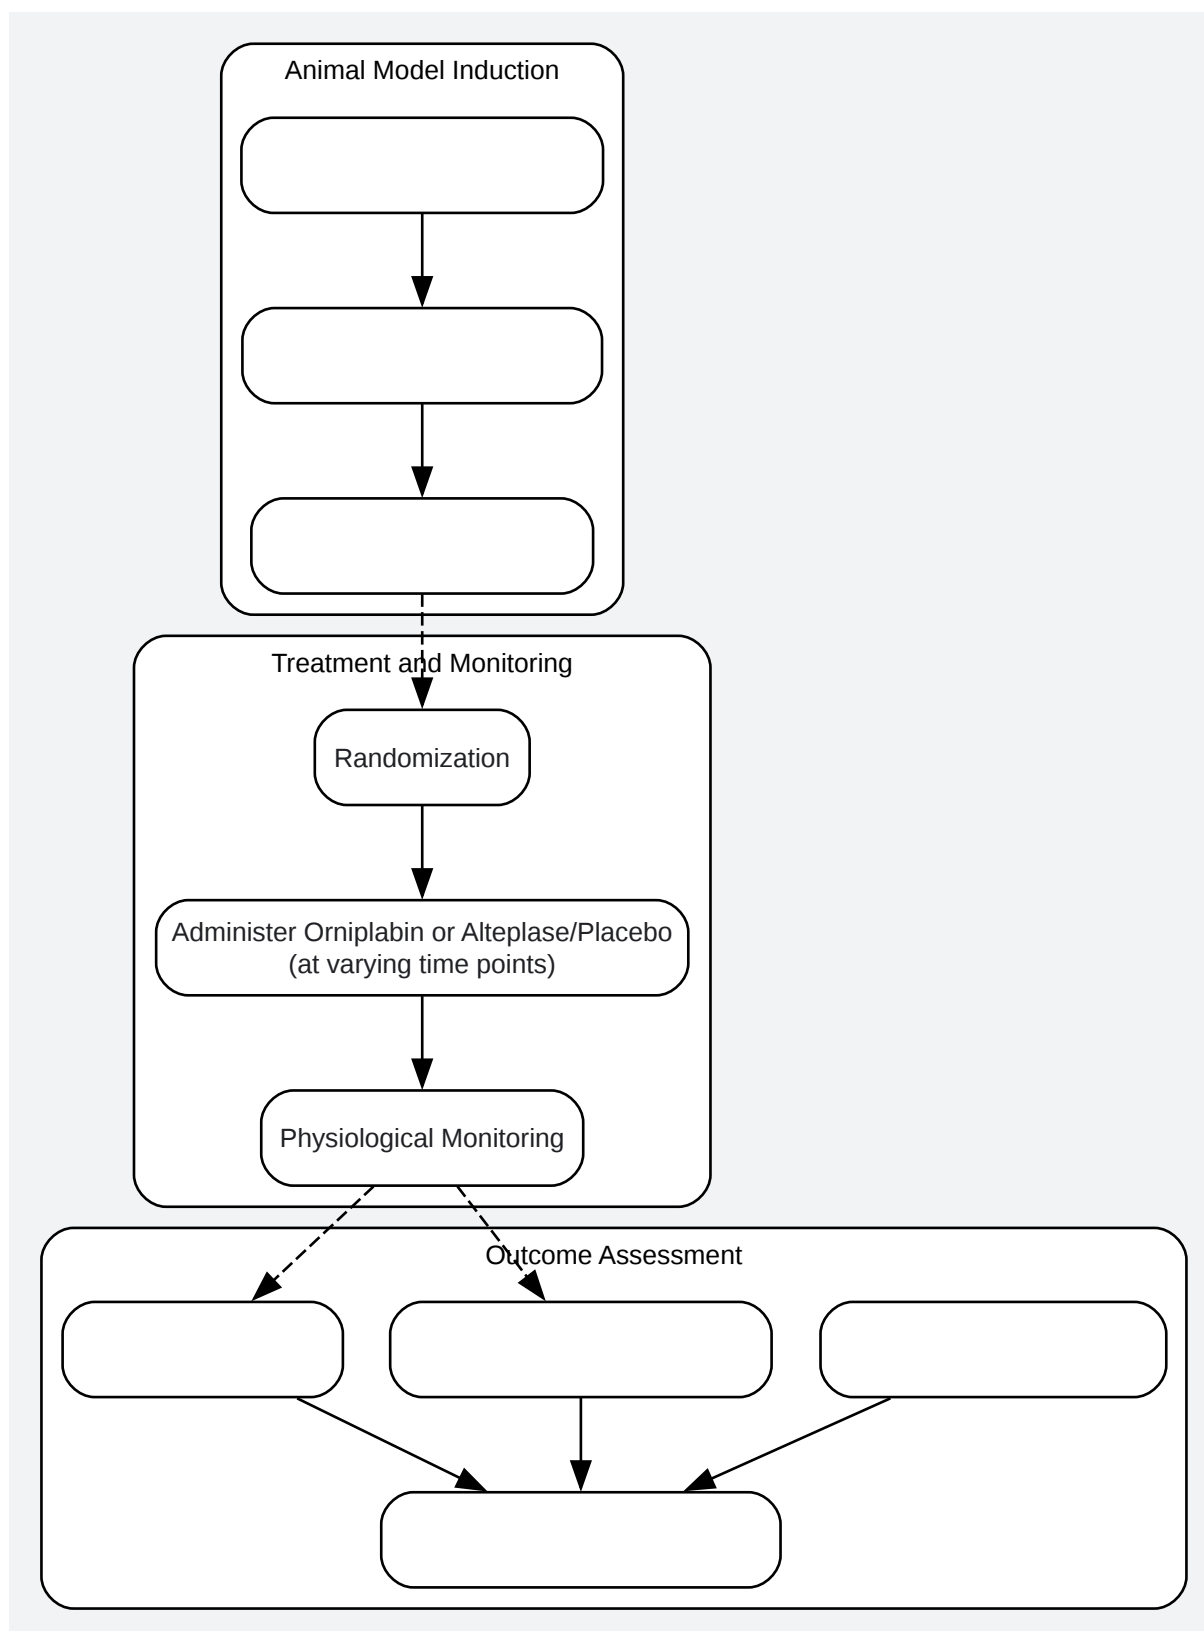 Animal Model Induction
Treatment and Monitoring
Randomization
Administer Orniplabin or Alteplase/Placebo
(at varying time points)
Physiological Monitoring
Outcome Assessment